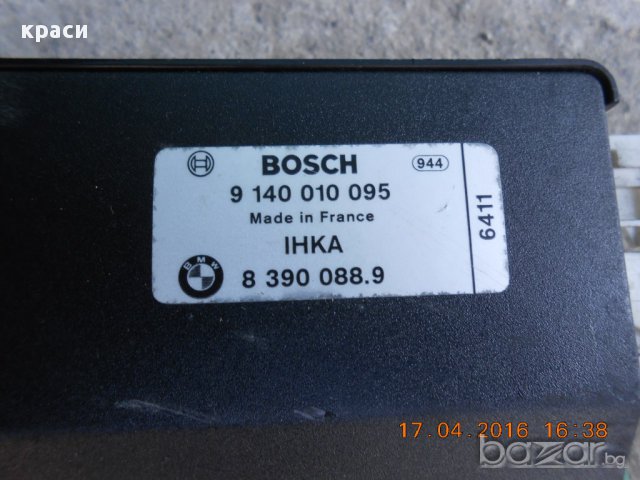 краси
BOSCH
944
9 140 010 095
Made in France
IHKA
BMW
8 390 088.9
6411
17.04.2016 16:38
bazar.bg